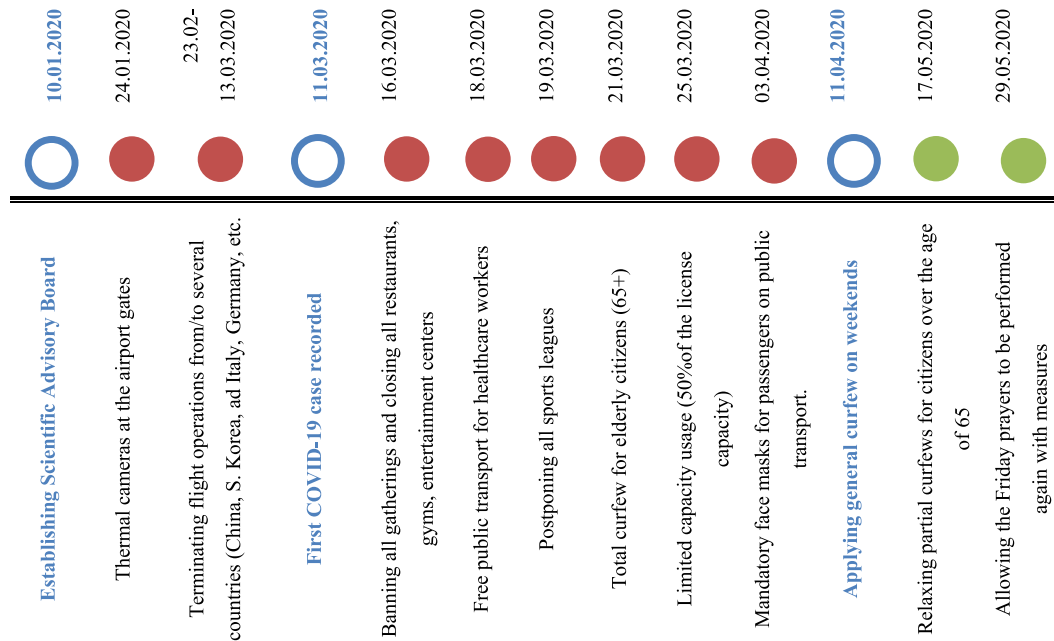 10.01.2020
Establishing Scientific Advisory Board
24.01.2020
Thermal cameras at the airport gates
23.02-
13.03.2020
Terminating flight operations from/to several
countries (China, S. Korea, ad Italy, Germany, etc.
11.03.2020
First COVID-19 case recorded
16.03.2020
Banning all gatherings and closing all restaurants,
gyms, entertainment centers
18.03.2020
Free public transport for healthcare workers
19.03.2020
Postponing all sports leagues
21.03.2020
Total curfew for elderly citizens (65+)
25.03.2020
Limited capacity usage (50%of the license
capacity)
03.04.2020
Mandatory face masks for passengers on public
transport.
11.04.2020
Applying general curfew on weekends
17.05.2020
Relaxing partial curfews for citizens over the age
of 65
29.05.2020
Allowing the Friday prayers to be performed
again with measures